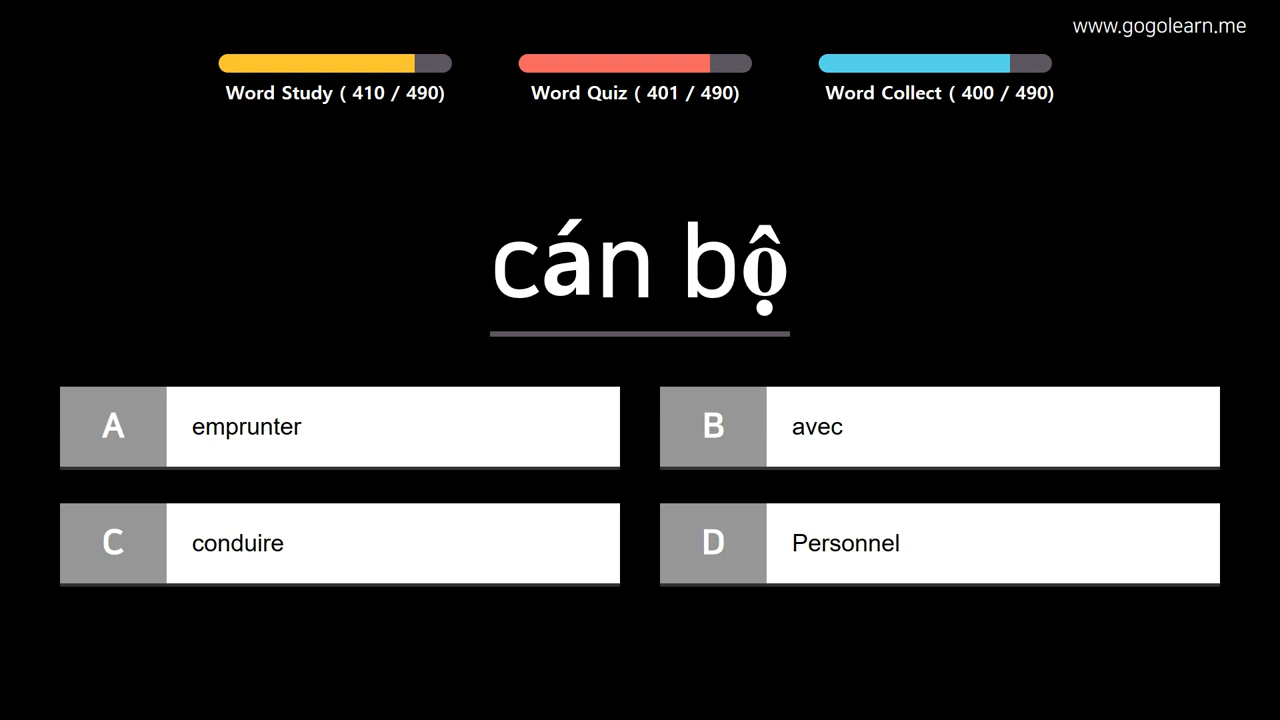 www.gogolearn.me
Word Study ( 410 / 490)
Word Quiz ( 401 / 490)
Word Collect ( 400 / 490)
cán bộ
A emprunter
B avec
C conduire
D Personnel